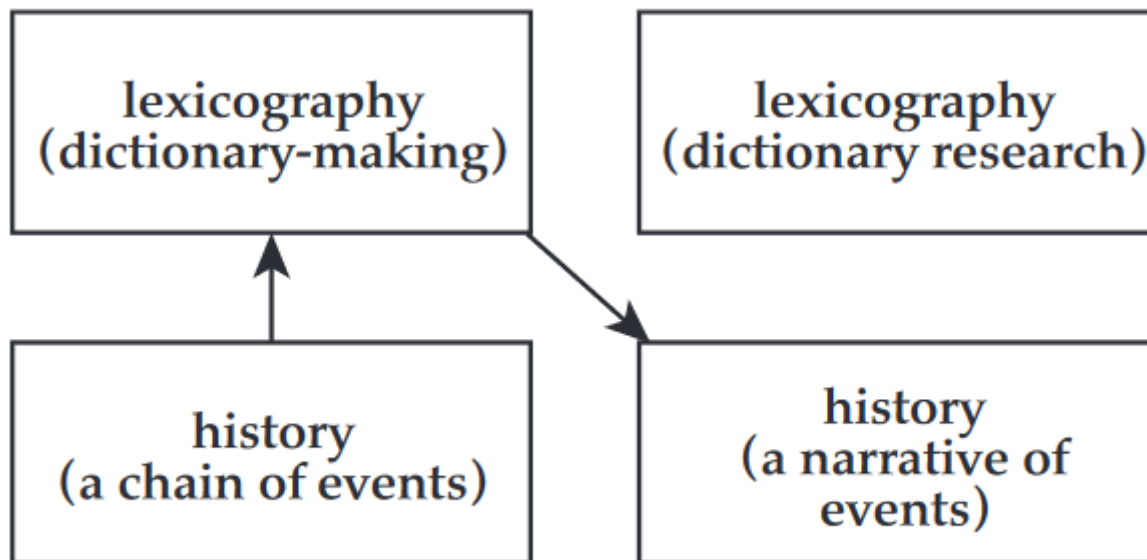 lexicography
(dictionary-making)
lexicography
(dictionary research)
history
(a chain of events)
history
(a narrative of
events)